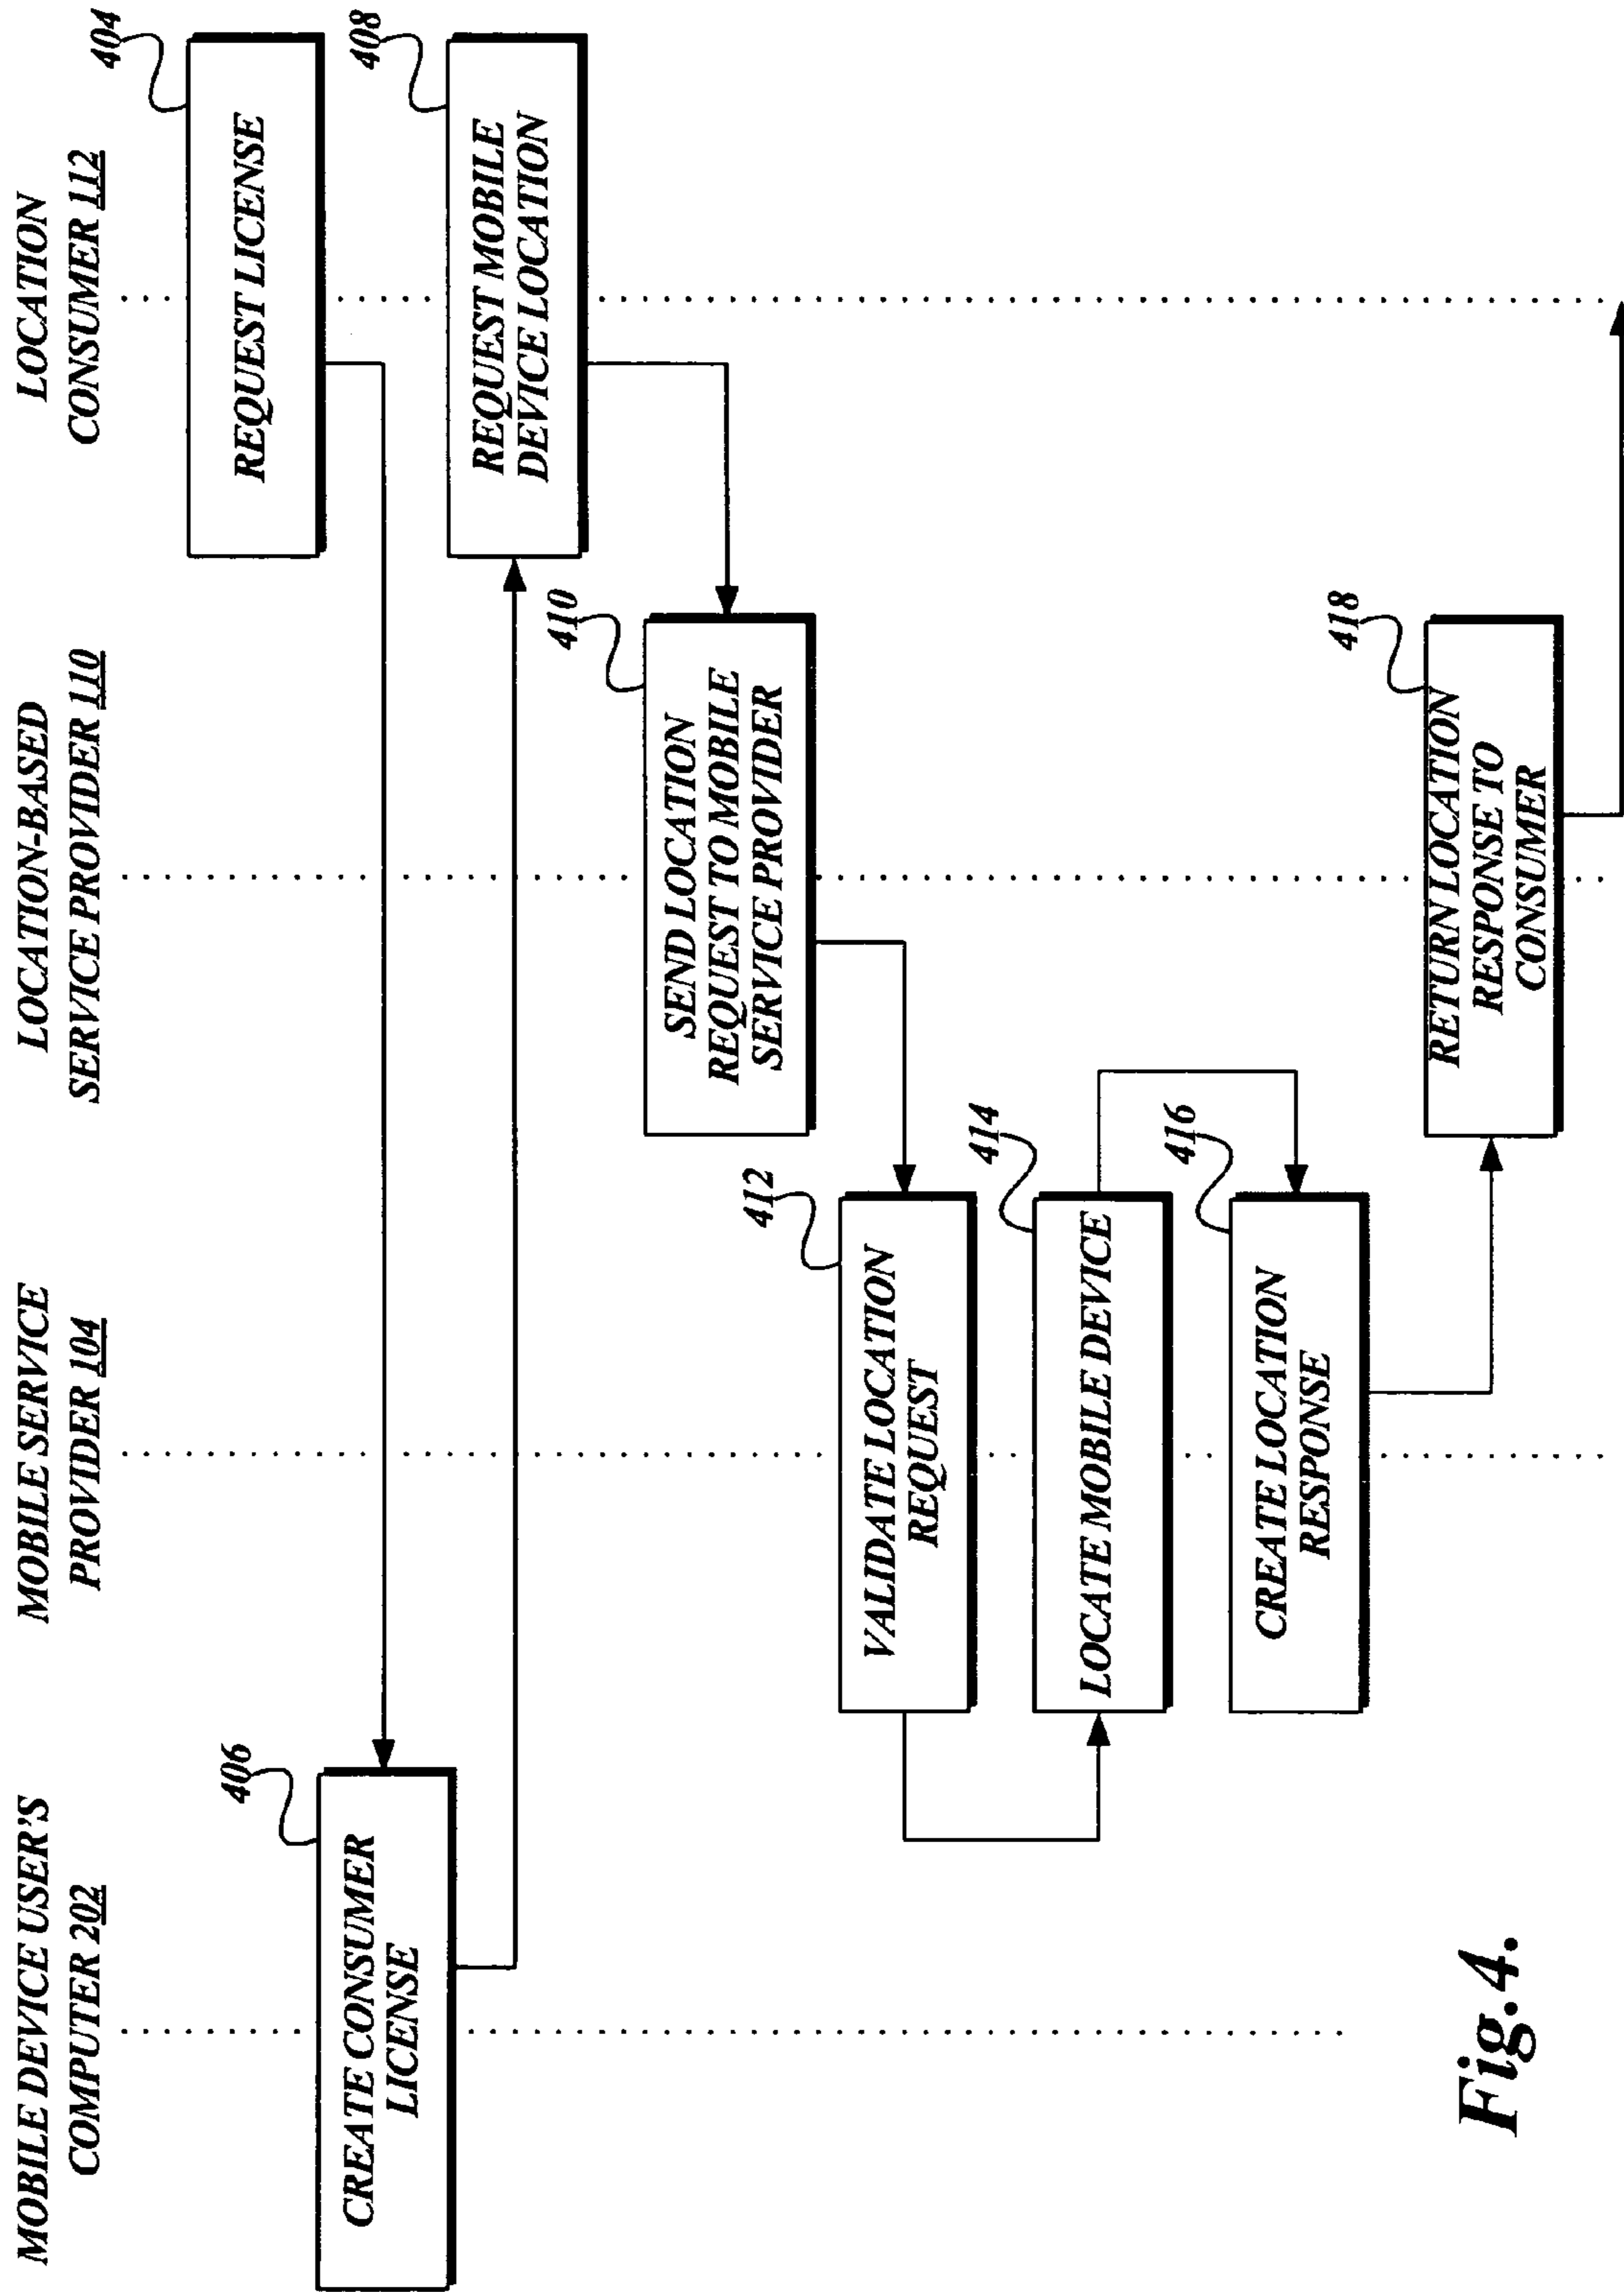 MOBILE DEVICE USER'S
COMPUTER 202
MOBILE SERVICE
PROVIDER 104
LOCATION-BASED
SERVICE PROVIDER 110
LOCATION
CONSUMER 112
404
REQUEST LICENSE
406
CREATE CONSUMER
LICENSE
408
REQUEST MOBILE
DEVICE LOCATION
410
SEND LOCATION
REQUEST TO MOBILE
SERVICE PROVIDER
412
VALIDATE LOCATION
REQUEST
414
LOCATE MOBILE DEVICE
416
CREATE LOCATION
RESPONSE
418
RETURN LOCATION
RESPONSE TO
CONSUMER
Fig.4.